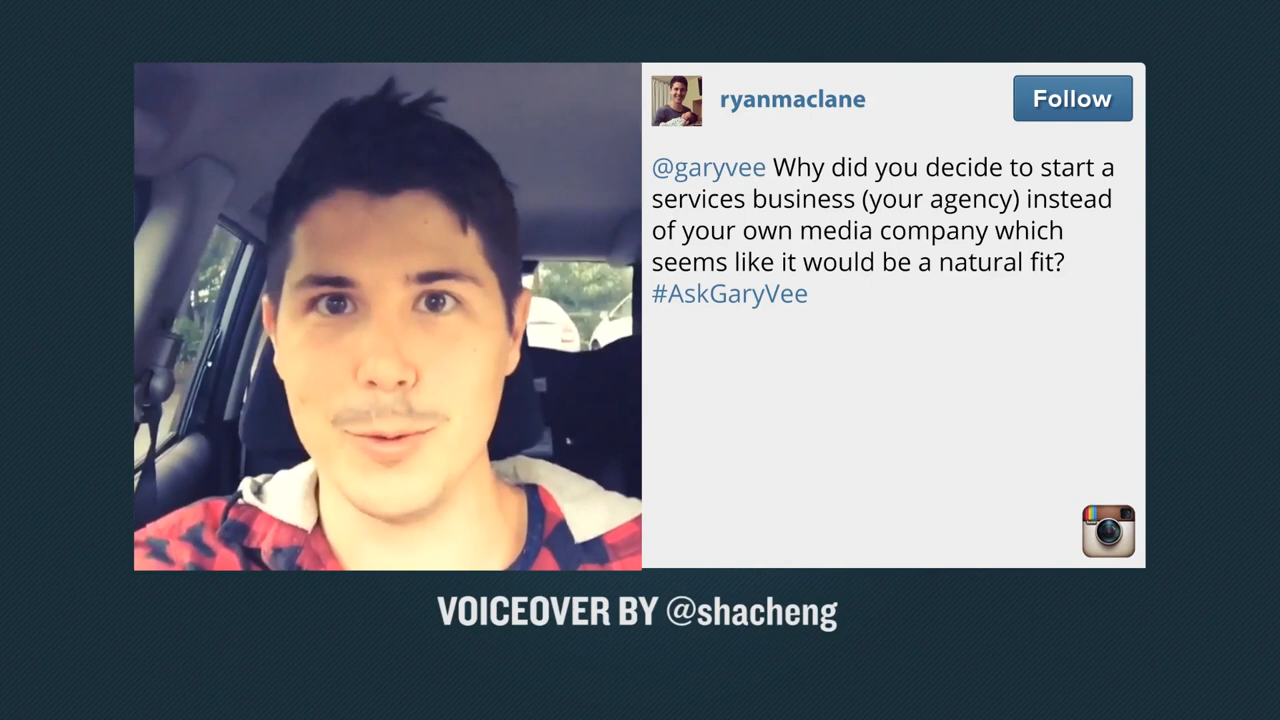 ryanmaclane
Follow
@garyvee Why did you decide to start a
services business (your agency) instead
of your own media company which
seems like it would be a natural fit?
#AskGaryVee
VOICEOVER BY @shacheng